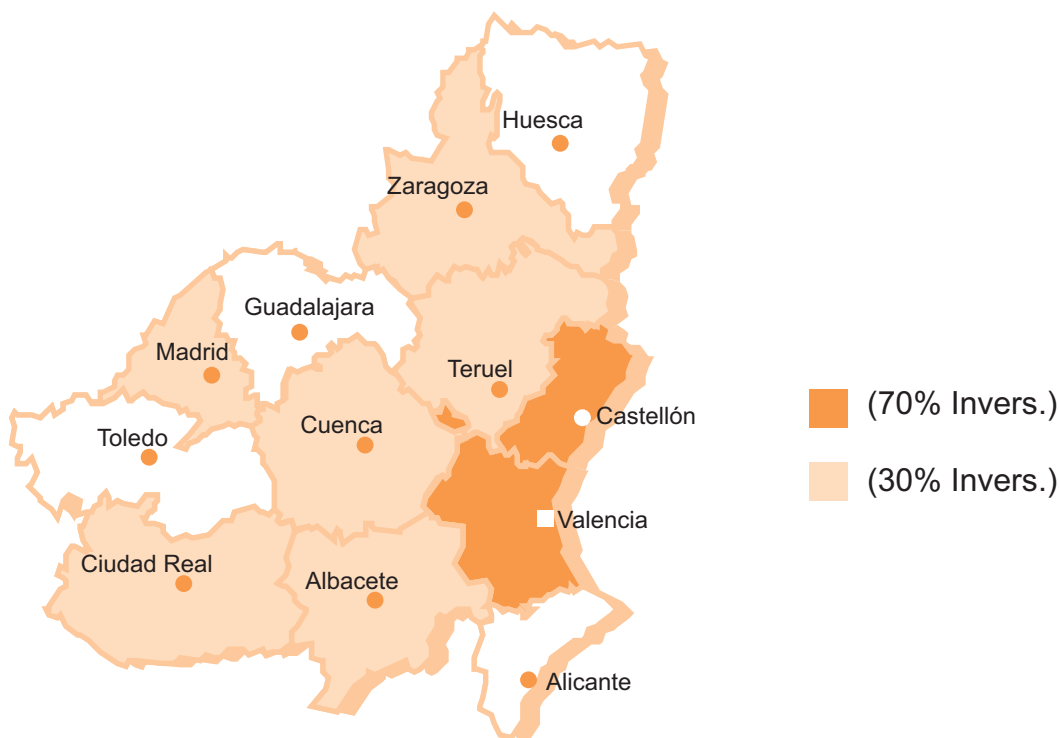 Huesca
Zaragoza
Guadalajara
Madrid
Teruel
Castellón
(70% Invers.)
Toledo
Cuenca
(30% Invers.)
Valencia
Ciudad Real
Albacete
Alicante